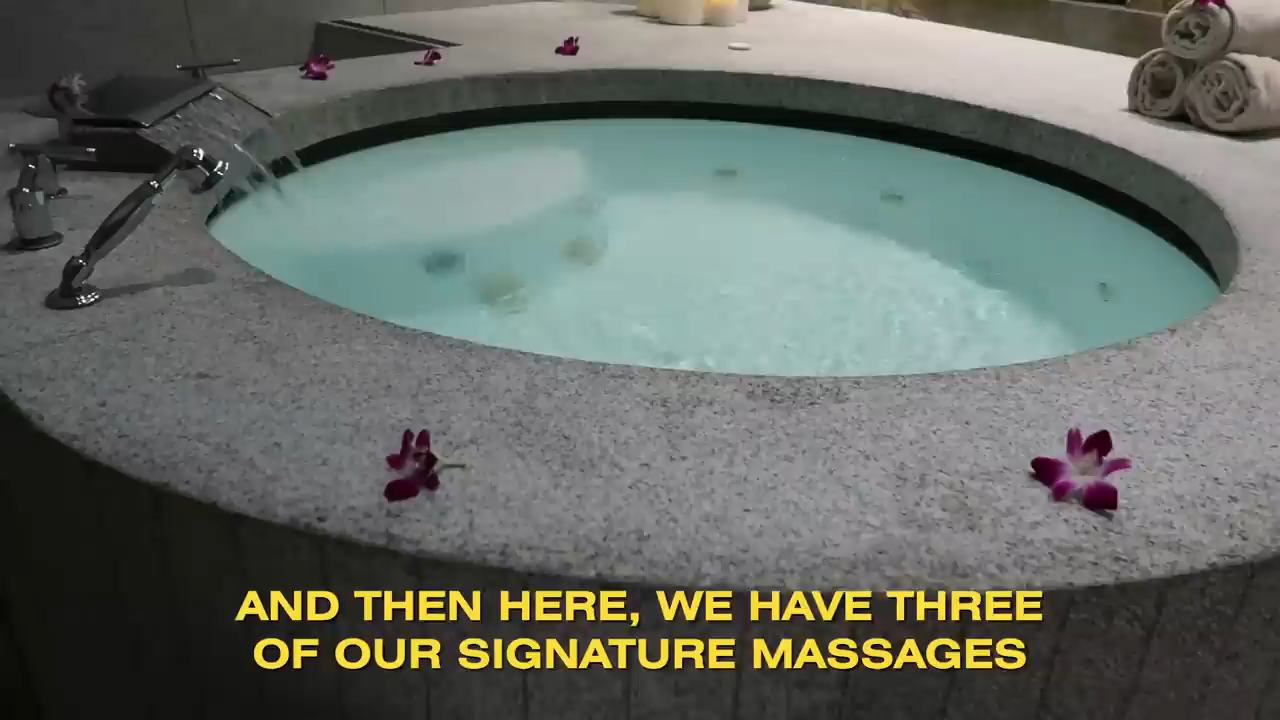 AND THEN HERE, WE HAVE THREE
OF OUR SIGNATURE MASSAGES